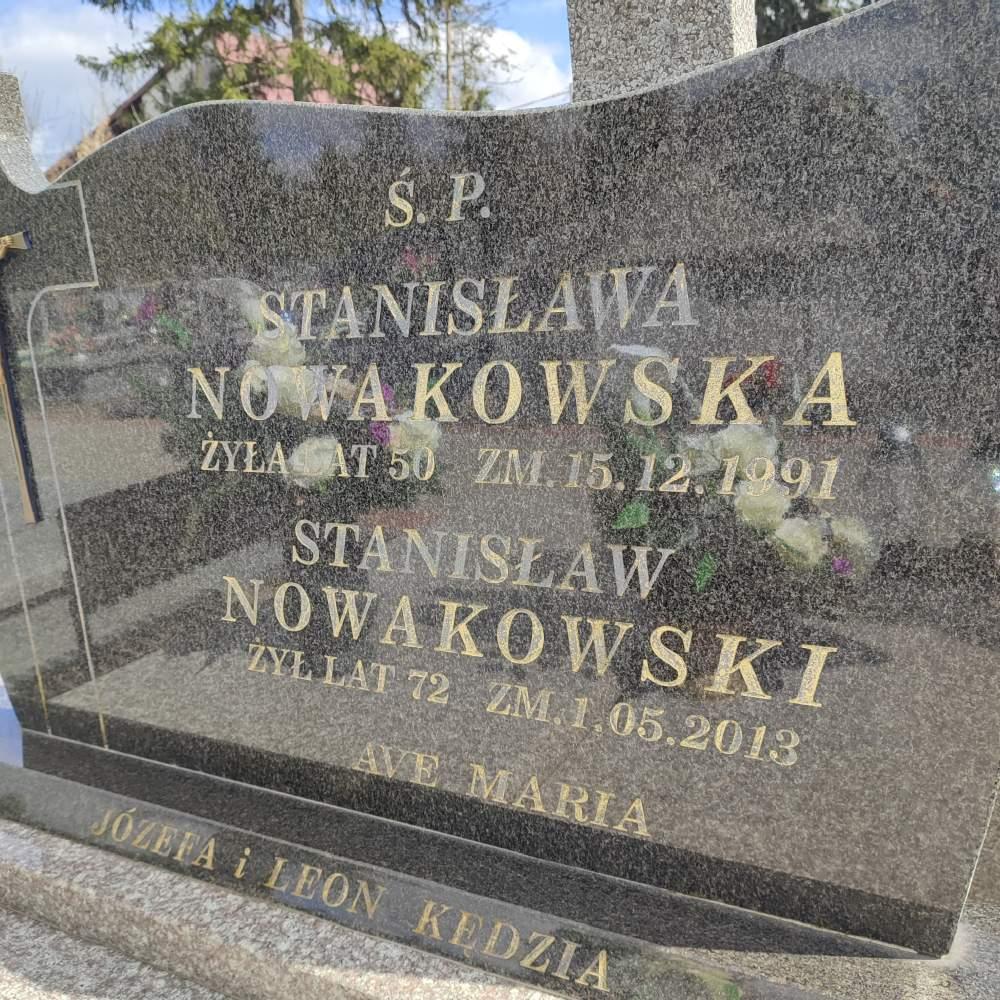 Ś. P.
STANISŁAWA
NOWAKOWSKA
ŻYŁA LAT 50 ZM. 15.12.1991
STANISŁAW
NOWAKOWSKI
ŻYŁ LAT 72 ZM. 1.05.2013
AVE MARIA
JÓZEFA i LEON KĘDZIA